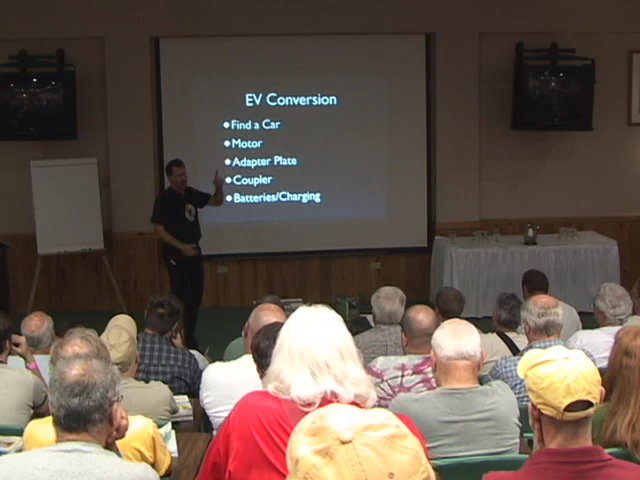 EV Conversion
• Find a Car
• Motor
• Adapter Plate
• Coupler
• Batteries/Charging